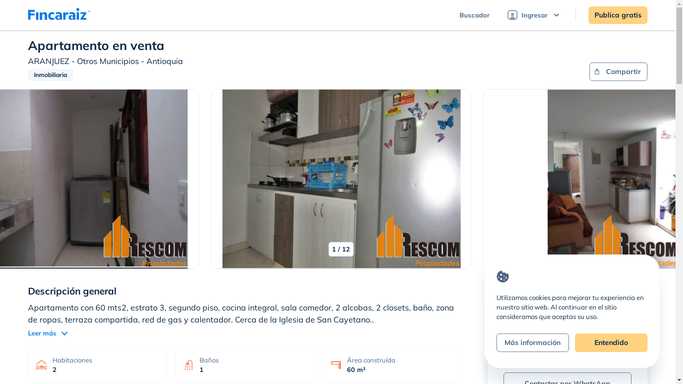 Fincaraiz
Buscador
Ingresar
Publica gratis
Apartamento en venta
ARANJUEZ - Otros Municipios - Antioquia
Inmobiliaria
Compartir
RESCOM
Propiedades
1 / 12
RESCOM
Propiedades
RESCOM
Descripción general
Apartamento con 60 mts2, estrato 3, segundo piso, cocina integral, sala comedor, 2 alcobas, 2 closets, baño, zona
de ropas, terraza compartida, red de gas y calentador. Cerca de la Iglesia de San Cayetano..
Leer más
Habitaciones
2
Baños
1
Área construida
60 m²
Utilizamos cookies para mejorar tu experiencia en
nuestro sitio web. Al continuar en el sitio
consideramos que aceptas su uso.
Más información
Entendido
Contactar por WhatsApp